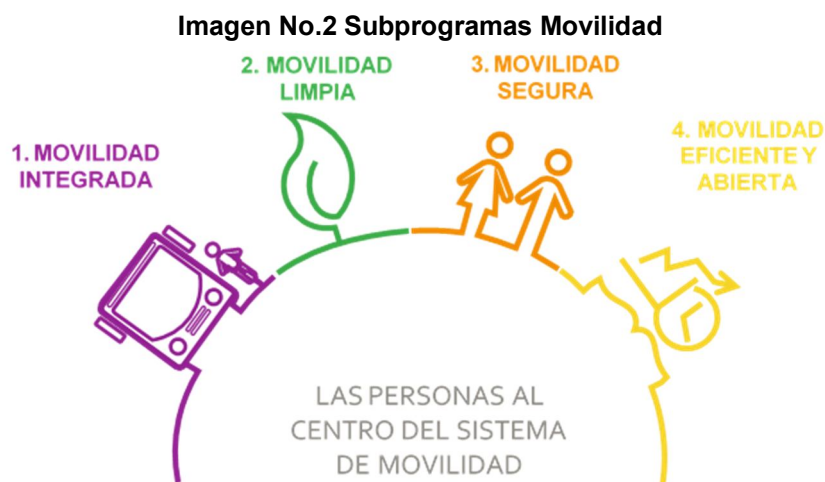 Imagen No.2 Subprogramas Movilidad
1. MOVILIDAD
INTEGRADA
2. MOVILIDAD
LIMPIA
3. MOVILIDAD
SEGURA
4. MOVILIDAD
EFICIENTE Y
ABIERTA
LAS PERSONAS AL
CENTRO DEL SISTEMA
DE MOVILIDAD